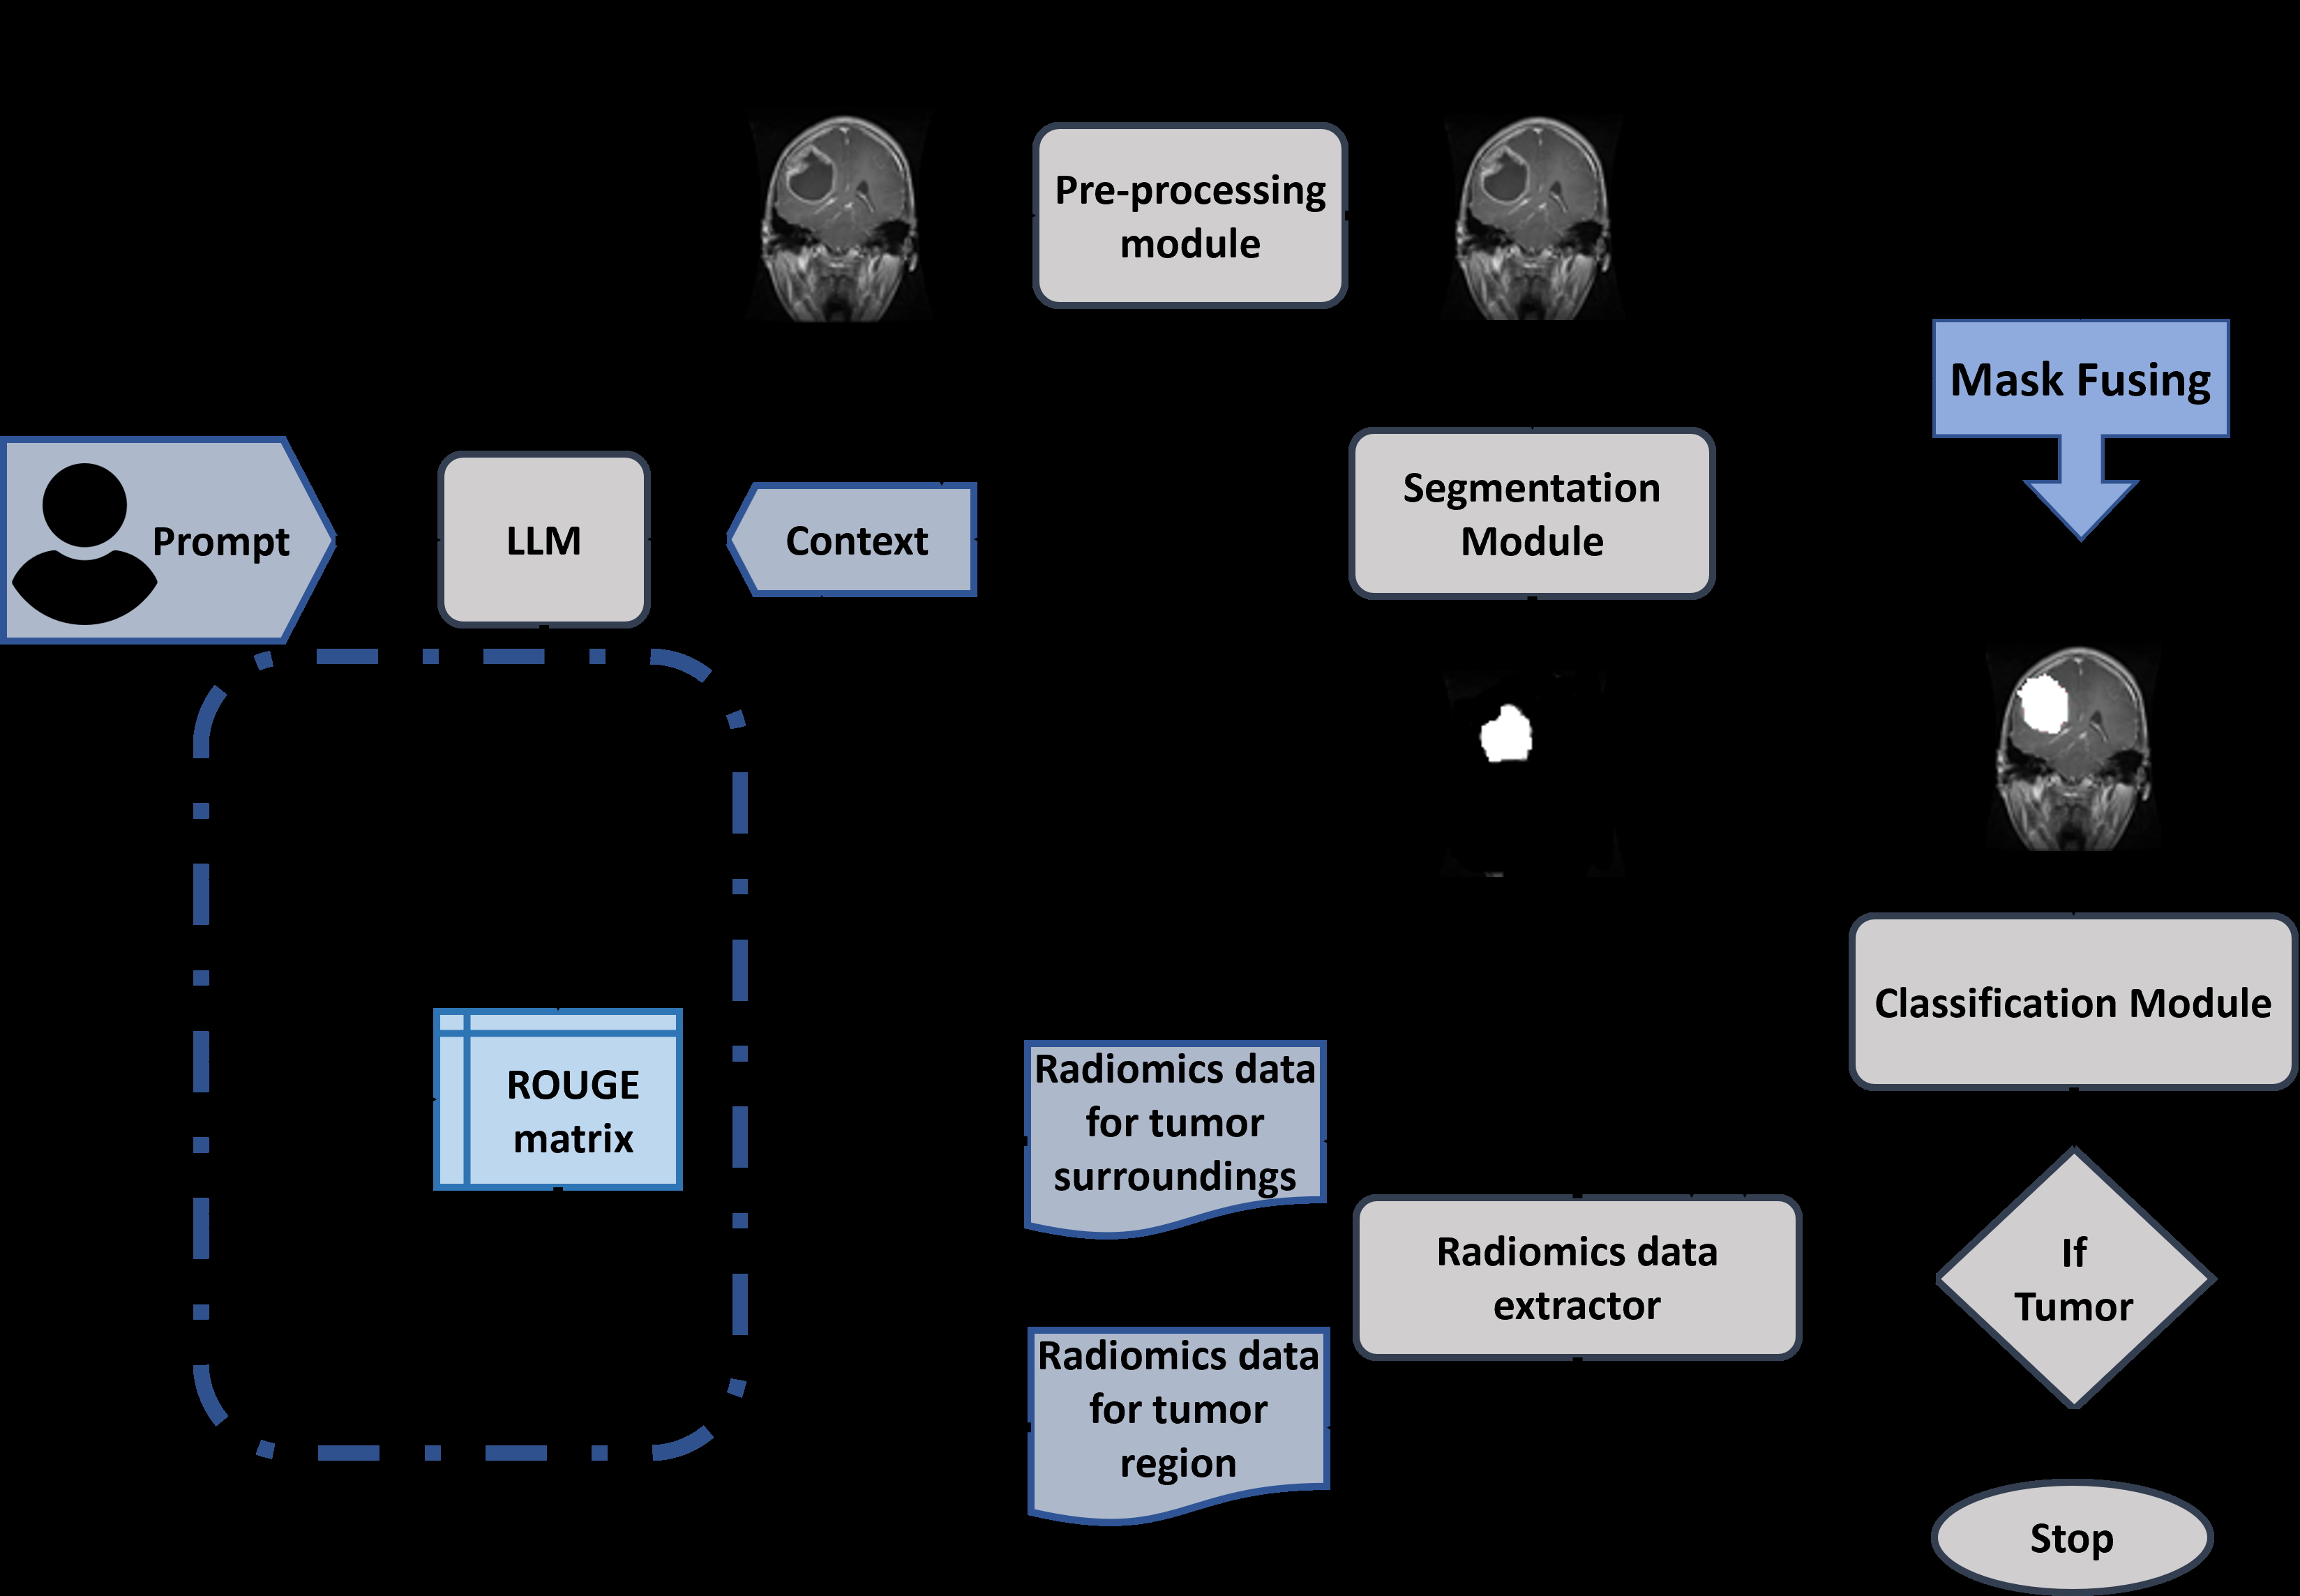 Pre-processing
module
Mask Fusing
Prompt
LLM
Context
Segmentation
Module
Classification Module
ROUGE
matrix
Radiomics data
for tumor
surroundings
Radiomics data
extractor
If
Tumor
Radiomics data
for tumor
region
Stop